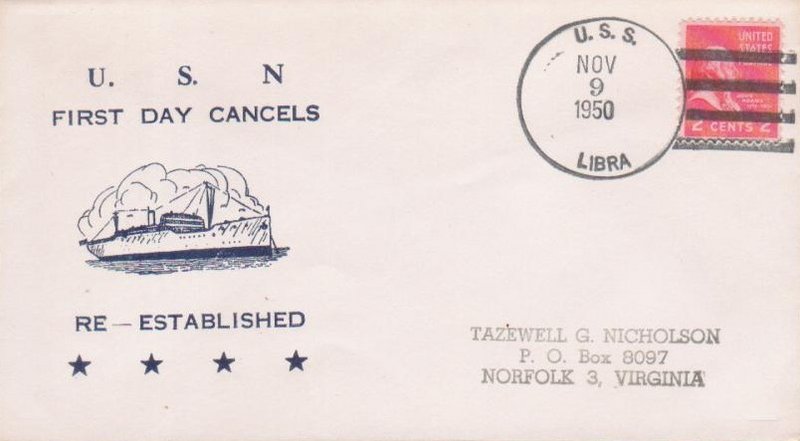 U. S. N
FIRST DAY CANCELS
RE-ESTABLISHED
U. S. S.
NOV
9
1950
LIBRA
UNITED
STATES
2 CENTS 2
TAZEWELL G. NICHOLSON
P. O. Box 8097
NORFOLK 3, VIRGINIA